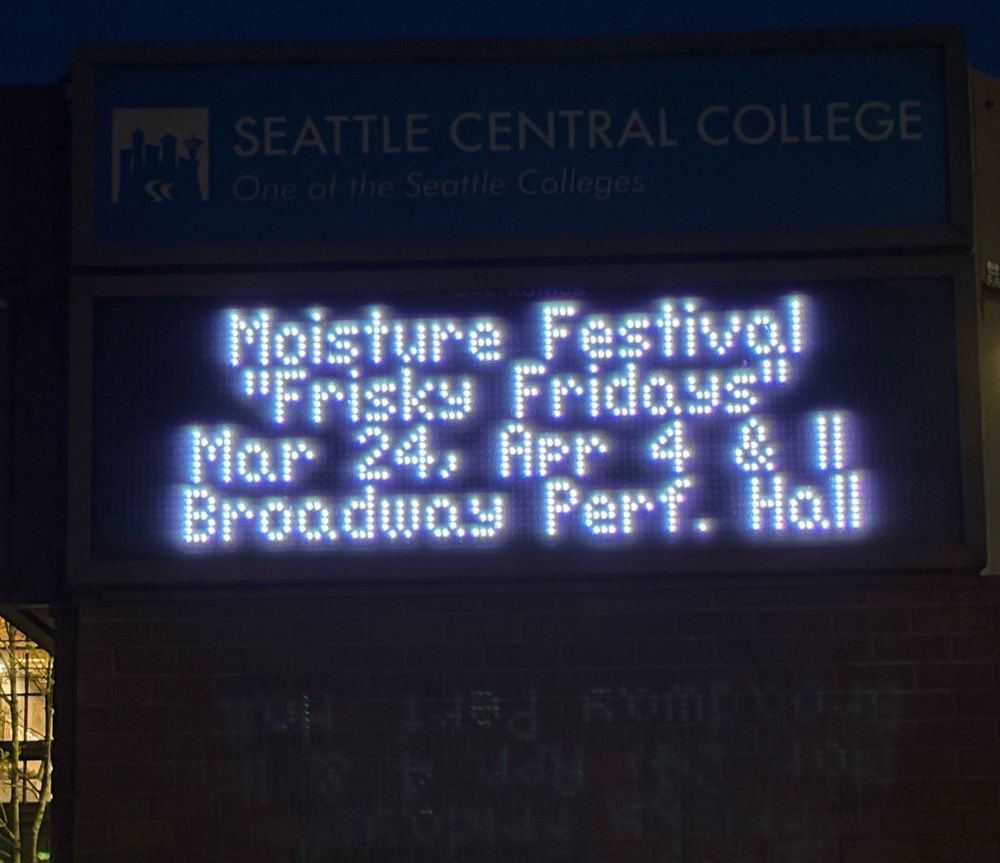 SEATTLE CENTRAL COLLEGE
One of the Seattle Colleges
DAKTRONICS
Moisture Festival
"Frisky Fridays"
Mar 24, Apr 4 & 11
Broadway Perf. Hall